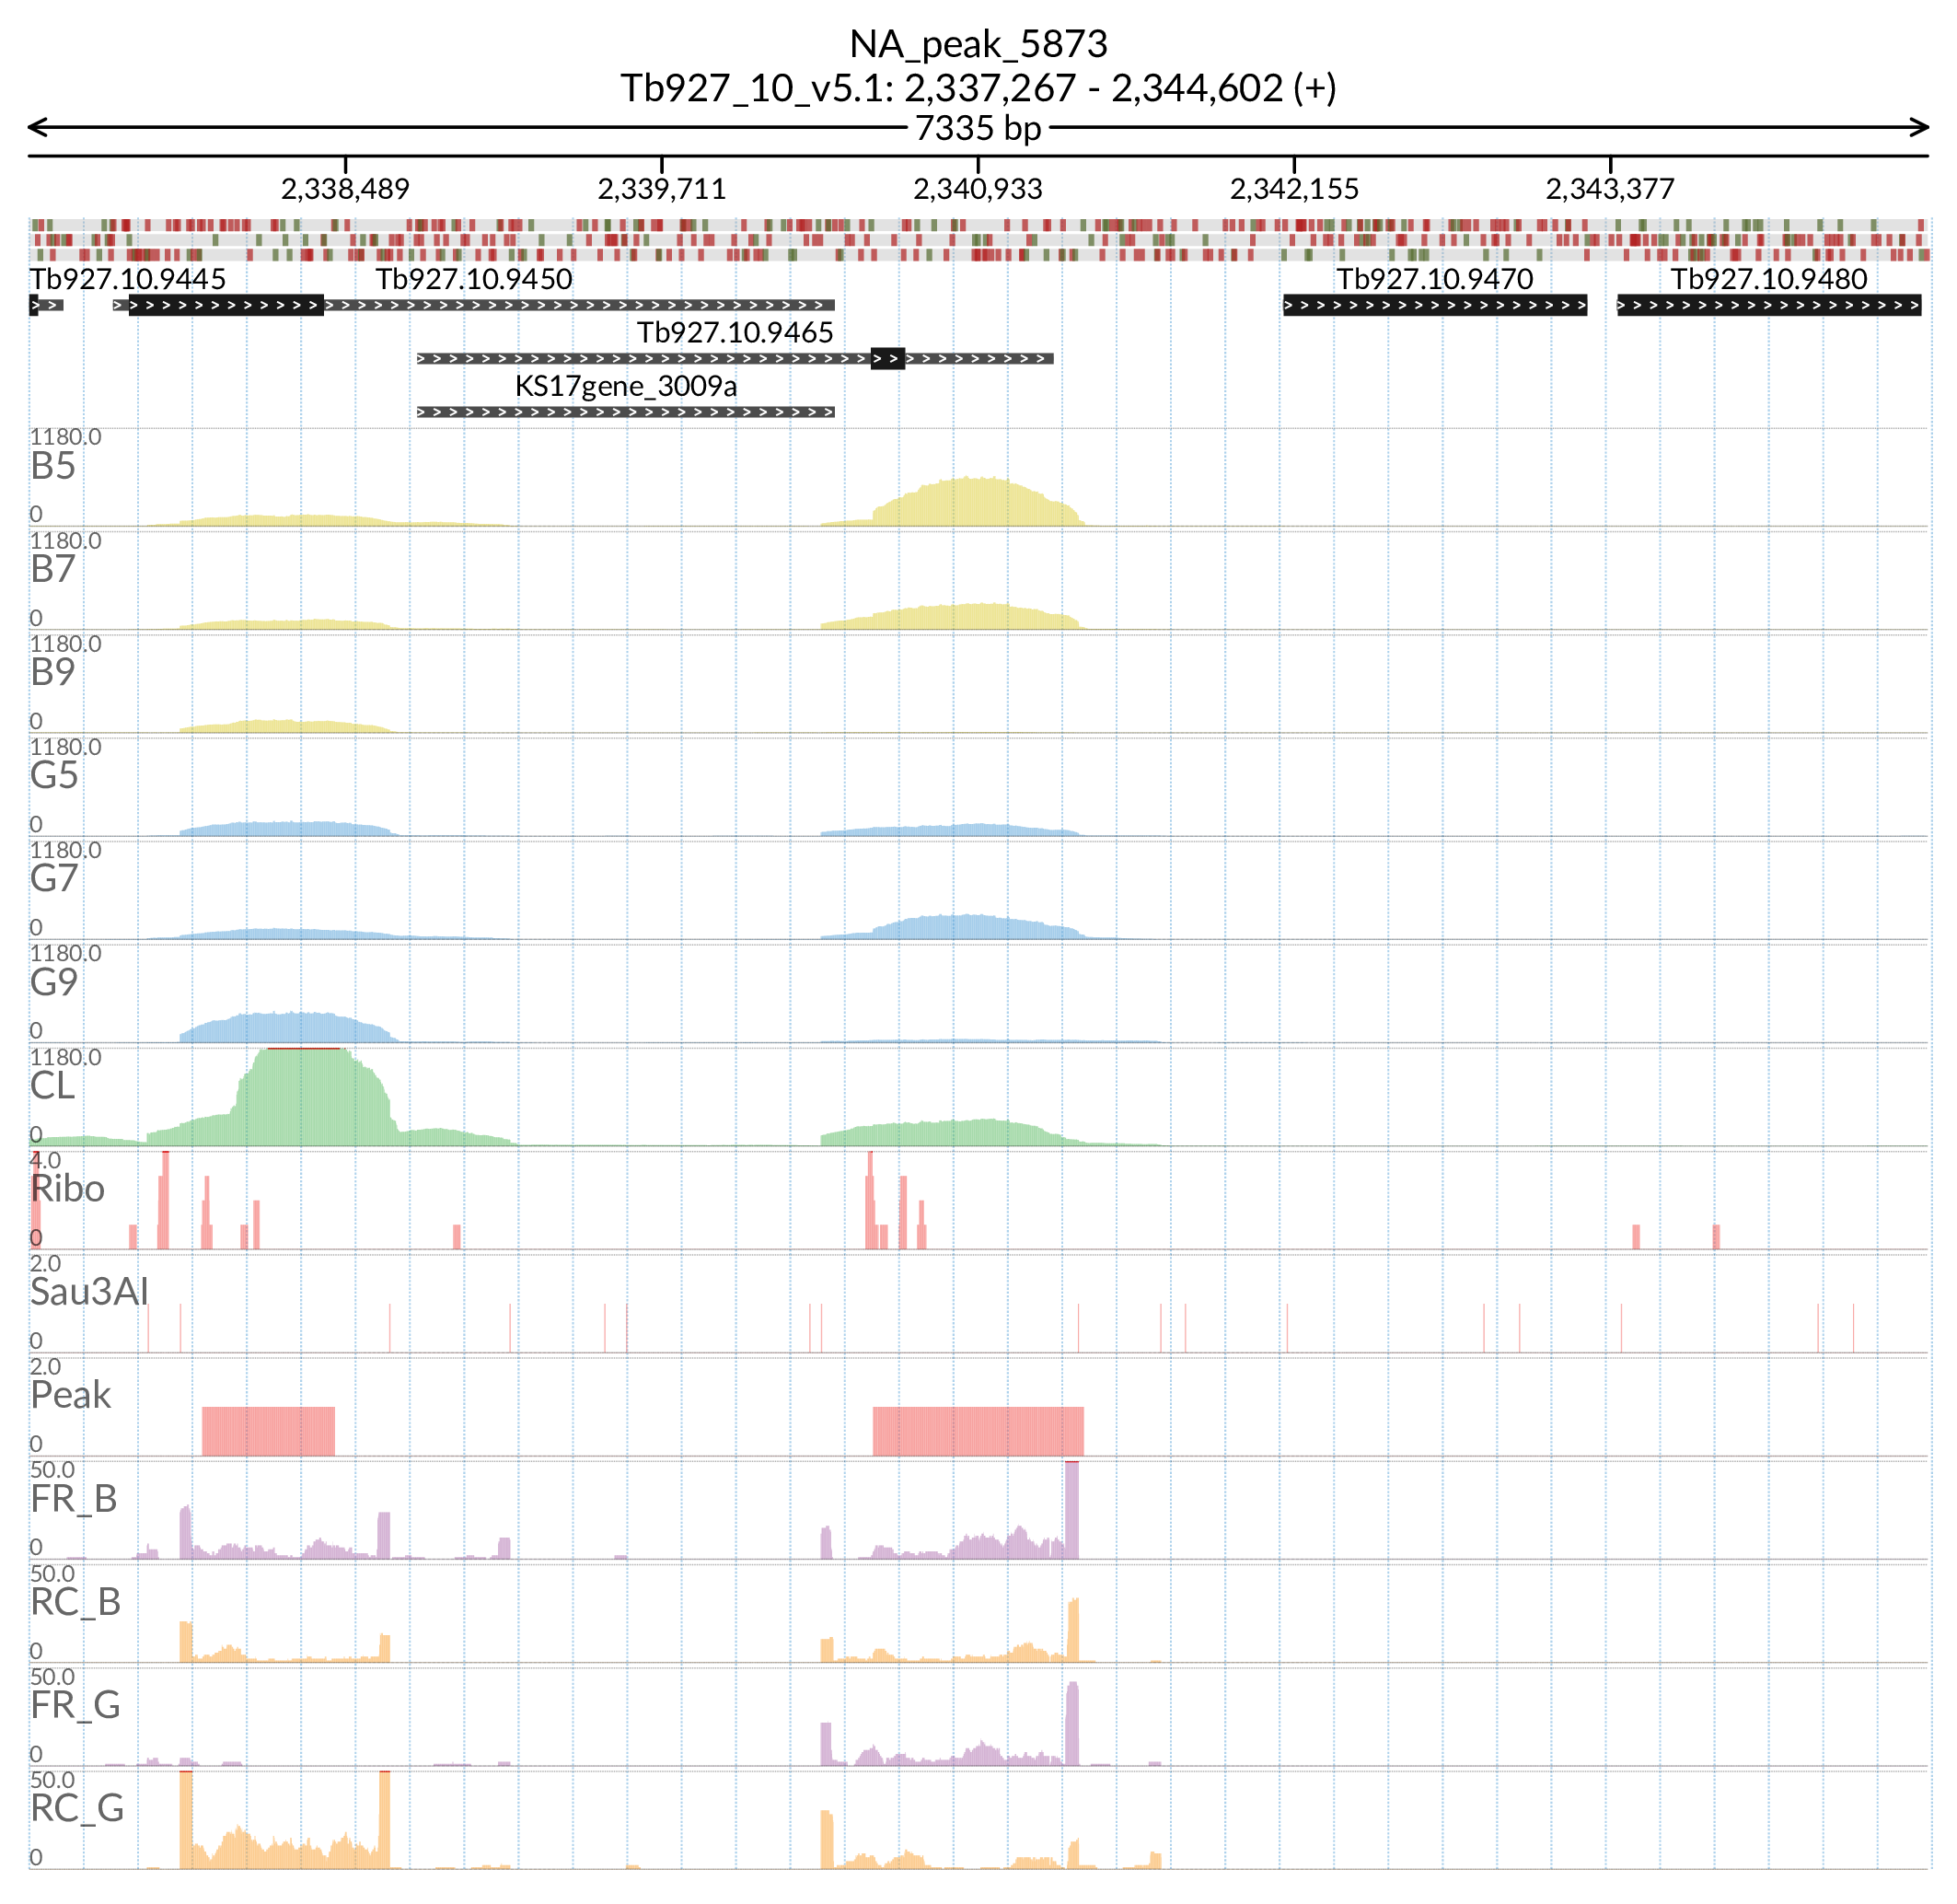 NA_peak_5873
Tb927_10_v5.1: 2,337,267 - 2,344,602 (+)
7335 bp
2,338,489 2,339,711 2,340,933 2,342,155 2,343,377
Tb927.10.9445 Tb927.10.9450 Tb927.10.9470 Tb927.10.9480
Tb927.10.9465
KS17gene_3009a
1180.0
B5
0
1180.0
B7
0
1180.0
B9
0
1180.0
G5
0
1180.0
G7
0
1180.0
G9
0
1180.0
CL
0
4.0
Ribo
0
2.0
Sau3AI
0
2.0
Peak
0
50.0
FR_B
0
50.0
RC_B
0
50.0
FR_G
0
50.0
RC_G
0